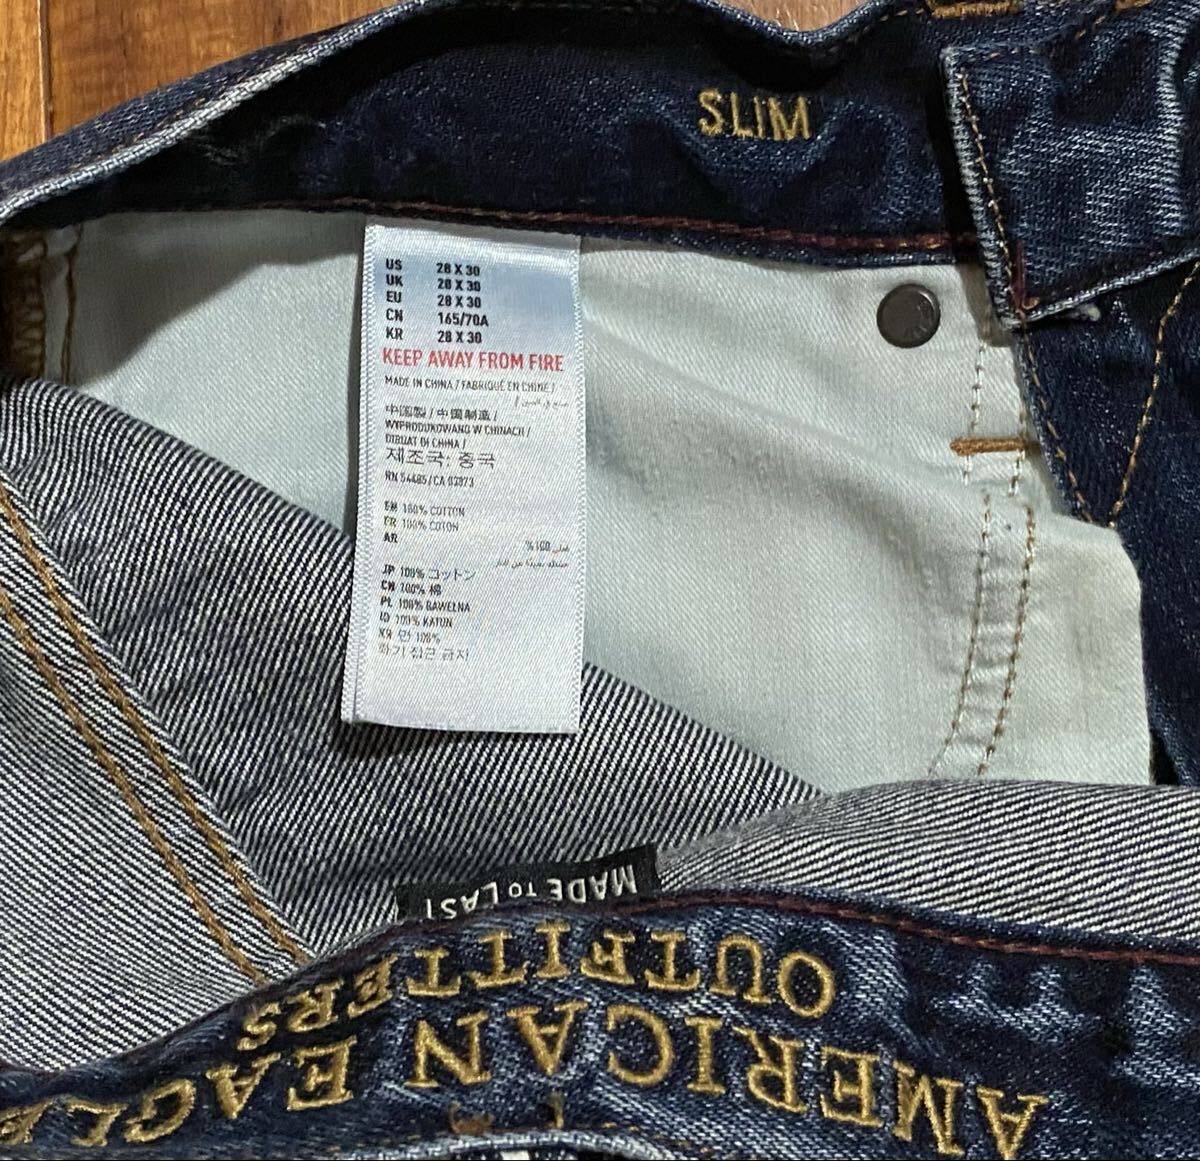 SLIM
US 28 X 30
UK 28 X 30
EU 28 X 30
CN 165/70A
KR 28 X 30
KEEP AWAY FROM FIRE
MADE IN CHINA / FABRIQUÉ EN CHINE /
中国製 / 中国制造 /
WYPRODUKOWANO W CHINACH /
DIBUAT DI CHINA /
제조국: 중국
RN 54485 / CA 03973
EN 100% COTTON
FR 100% COTON
AR
JP 100% コットン
CN 100% 棉
PL 100% BAWEŁNA
ID 100% KATUN
KR 면 100%
화기 접근 금지
MADE TO LAST
AMERICAN EAGLE
OUTFITTERS